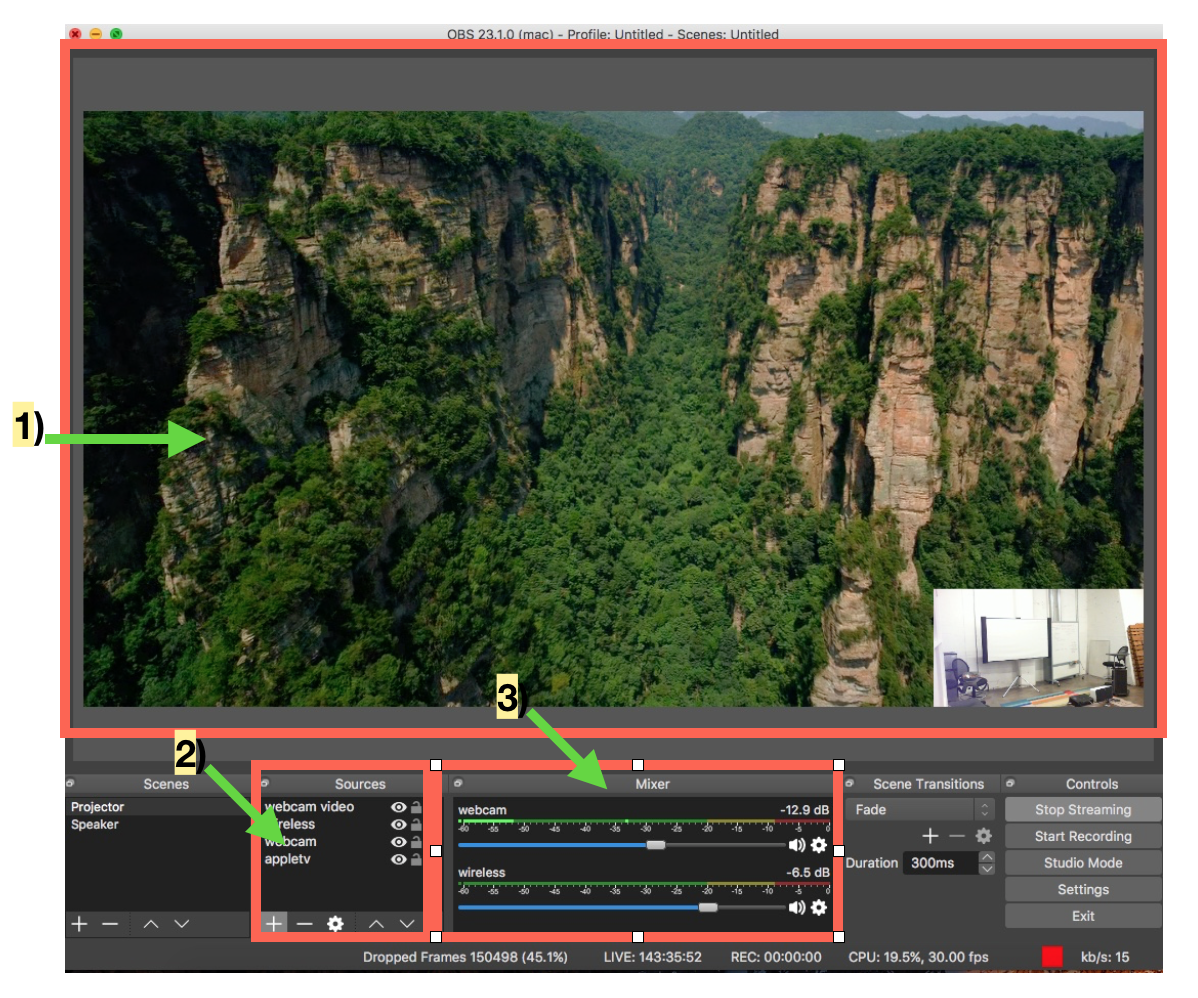 OBS 23.1.0 (mac) - Profile: Untitled - Scenes: Untitled
1)
3)
2)
Scenes
Sources
Mixer
Scene Transitions
Controls
Projector
Speaker
webcam video
wireless
webcam
appletv
webcam -12.9 dB
-60 -55 -50 -45 -40 -35 -30 -25 -20 -15 -10 -5 0
wireless -6.5 dB
-60 -55 -50 -45 -40 -35 -30 -25 -20 -15 -10 -5 0
Fade
Duration 300ms
Stop Streaming
Start Recording
Studio Mode
Settings
Exit
Dropped Frames 150498 (45.1%) LIVE: 143:35:52 REC: 00:00:00 CPU: 19.5%, 30.00 fps kb/s: 15